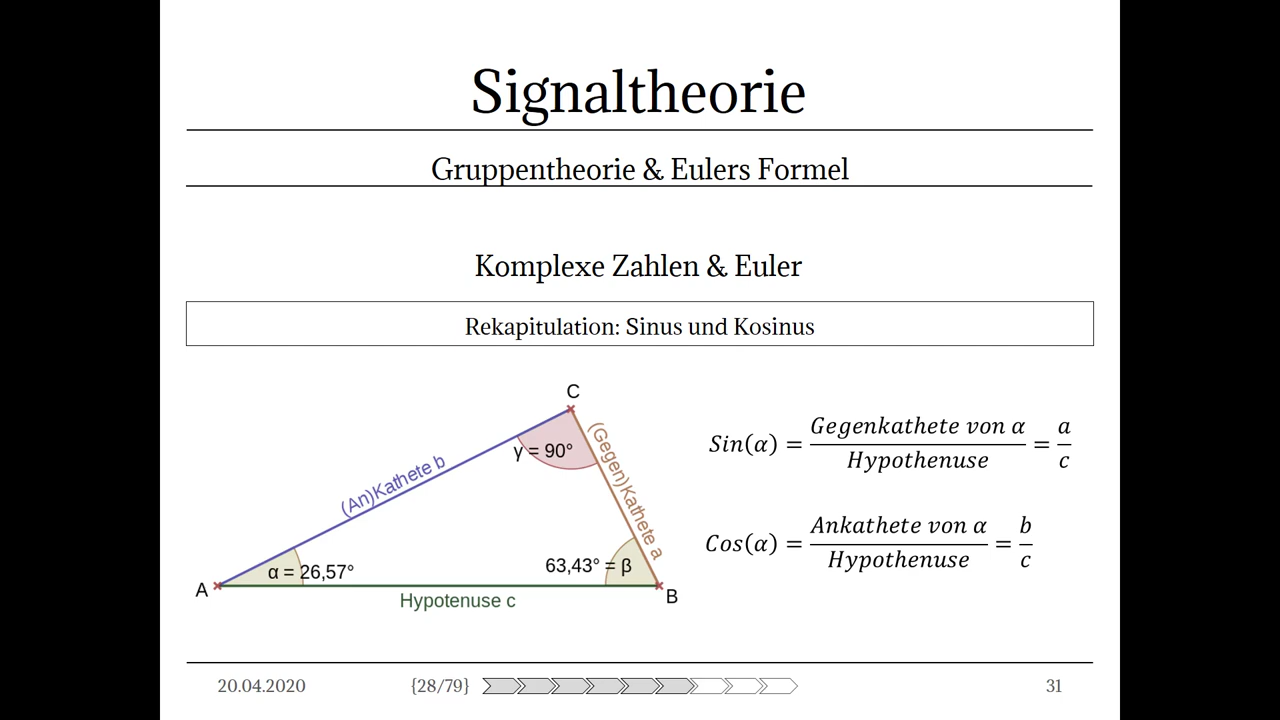 Signaltheorie
Gruppentheorie & Eulers Formel
Komplexe Zahlen & Euler
Rekapitulation: Sinus und Kosinus
C
γ = 90°
(An)Kathete b
(Gegen)Kathete a
α = 26,57°
63,43° = β
A
B
Hypotenuse c
Sin(α) = Gegenkathete von α / Hypothenuse = a / c
Cos(α) = Ankathete von α / Hypothenuse = b / c
20.04.2020 {28/79} 31